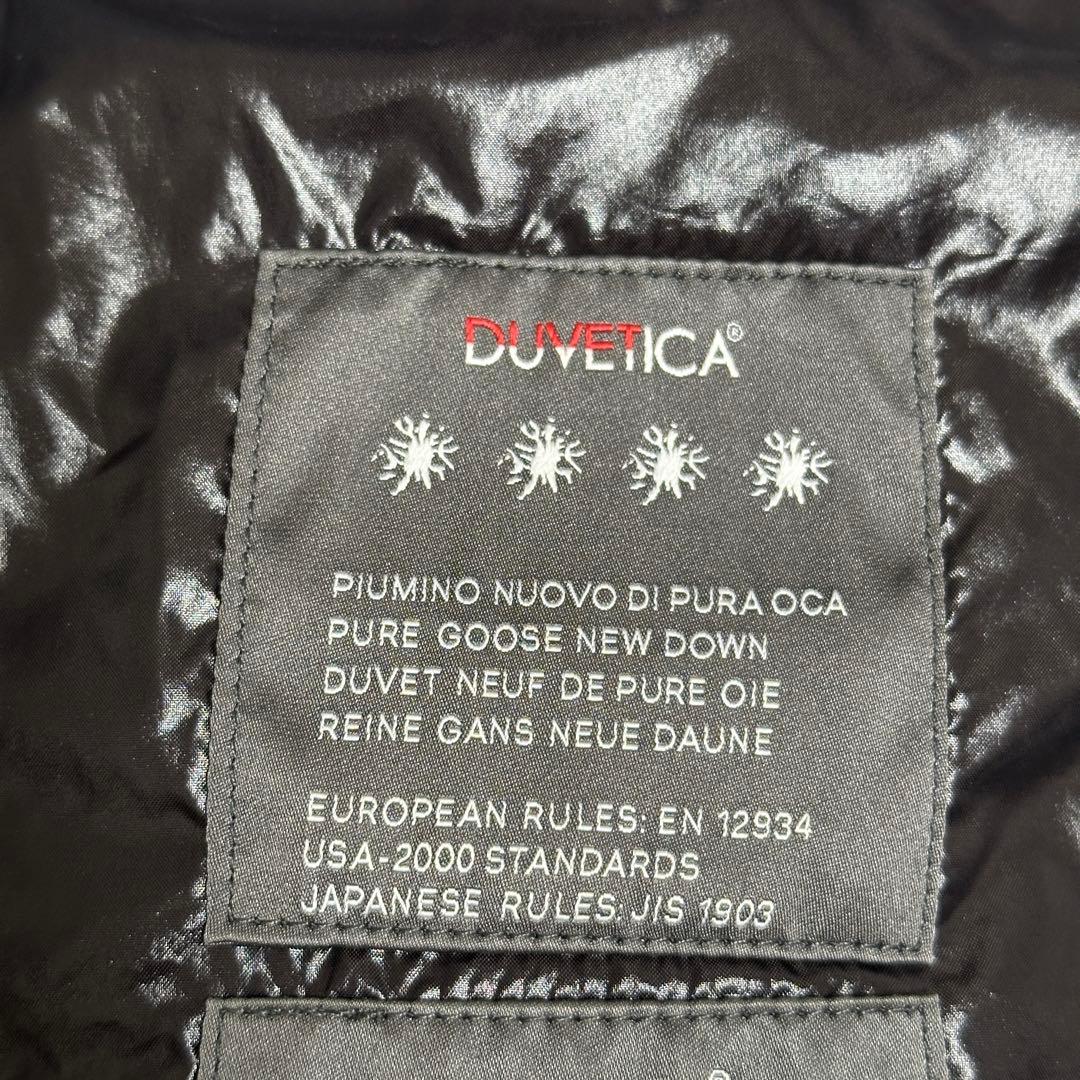 DUVETICA®
PIUMINO NUOVO DI PURA OCA
PURE GOOSE NEW DOWN
DUVET NEUF DE PURE OIE
REINE GANS NEUE DAUNE
EUROPEAN RULES: EN 12934
USA-2000 STANDARDS
JAPANESE RULES: JIS 1903